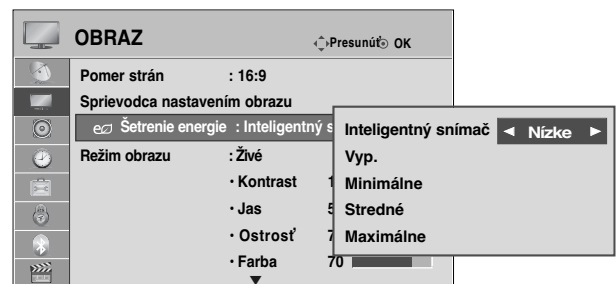 OBRAZ
Presunúť OK
Pomer strán : 16:9
Sprievodca nastavením obrazu
Šetrenie energie : Inteligentný
Režim obrazu : Živé
• Kontrast
• Jas
• Ostrosť
• Farba 70
Inteligentný snímač ◄ Nízke ►
Vyp.
Minimálne
Stredné
Maximálne